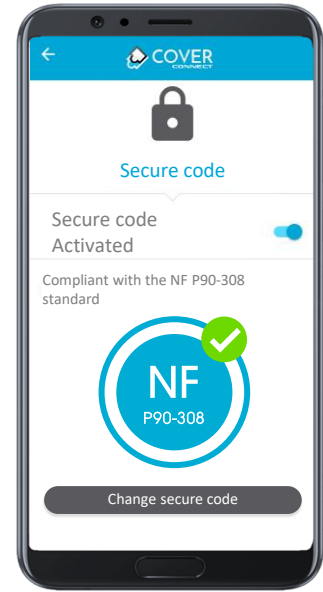 COVER
CONNECT
Secure code
Secure code
Activated
Compliant with the NF P90-308
standard
NF
P90-308
Change secure code